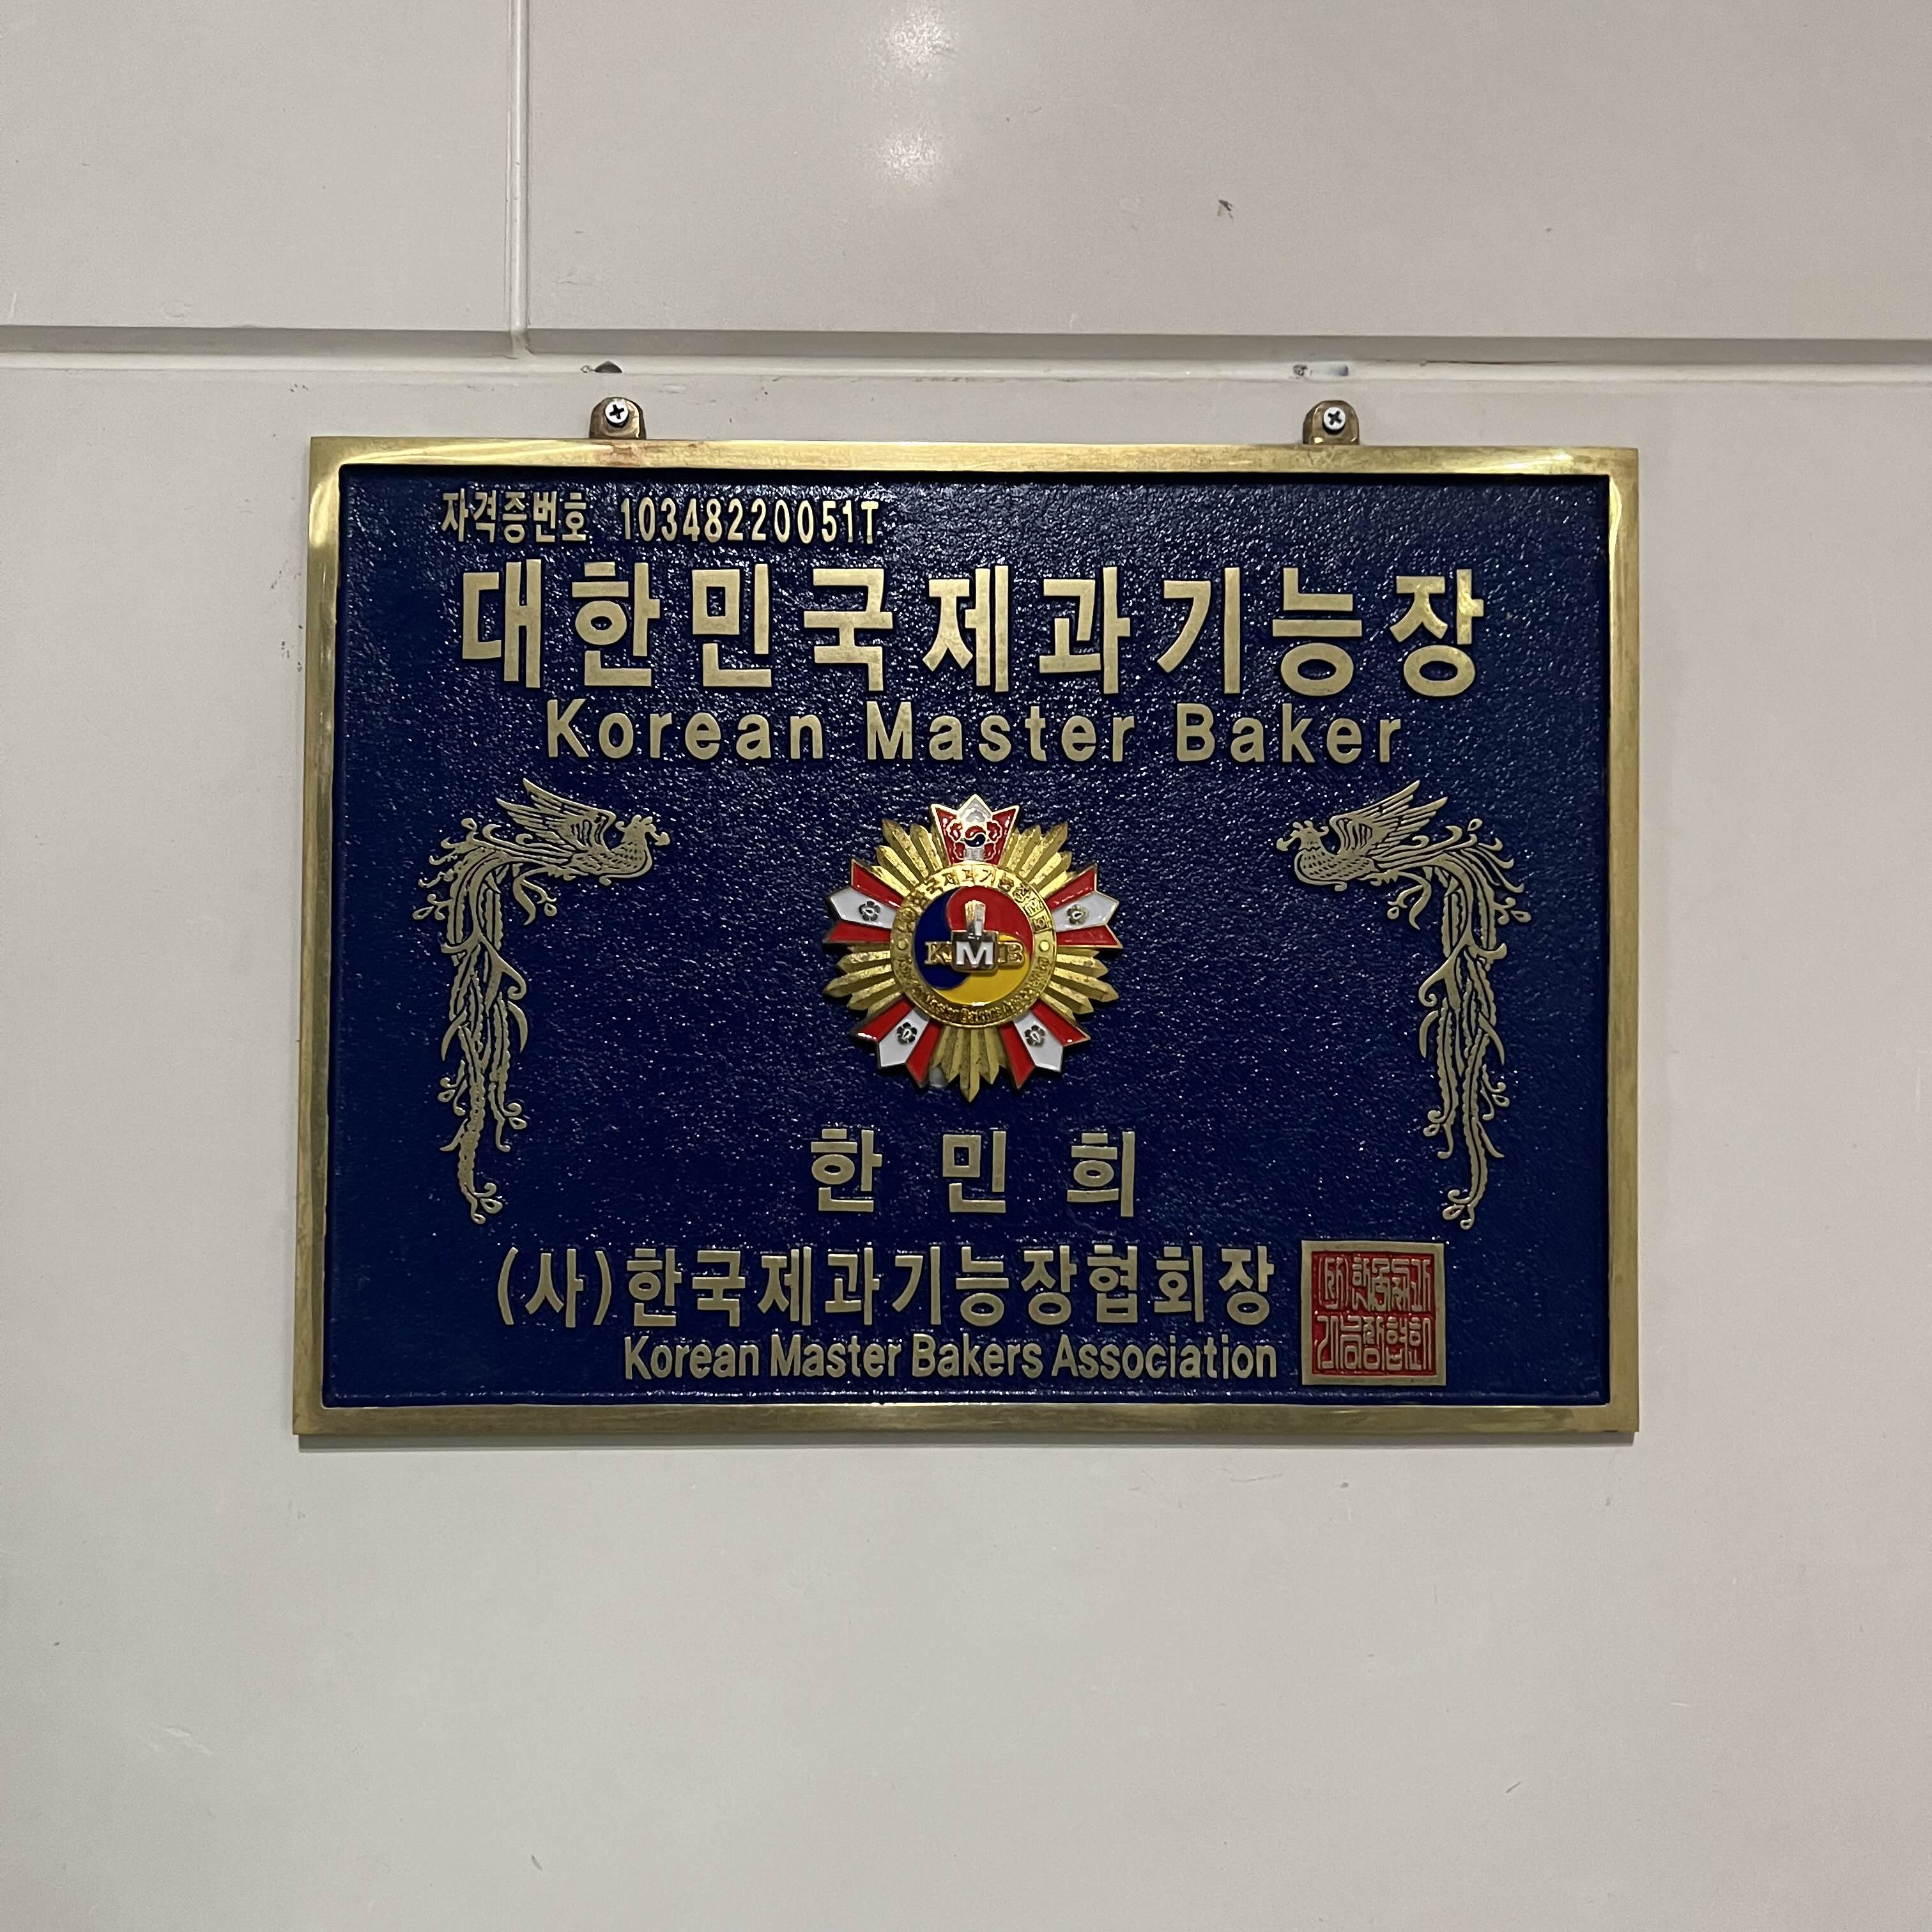 자격증번호 10348220051T
대한민국제과기능장
Korean Master Baker
KMB
한민희
(사)한국제과기능장협회장
Korean Master Bakers Association